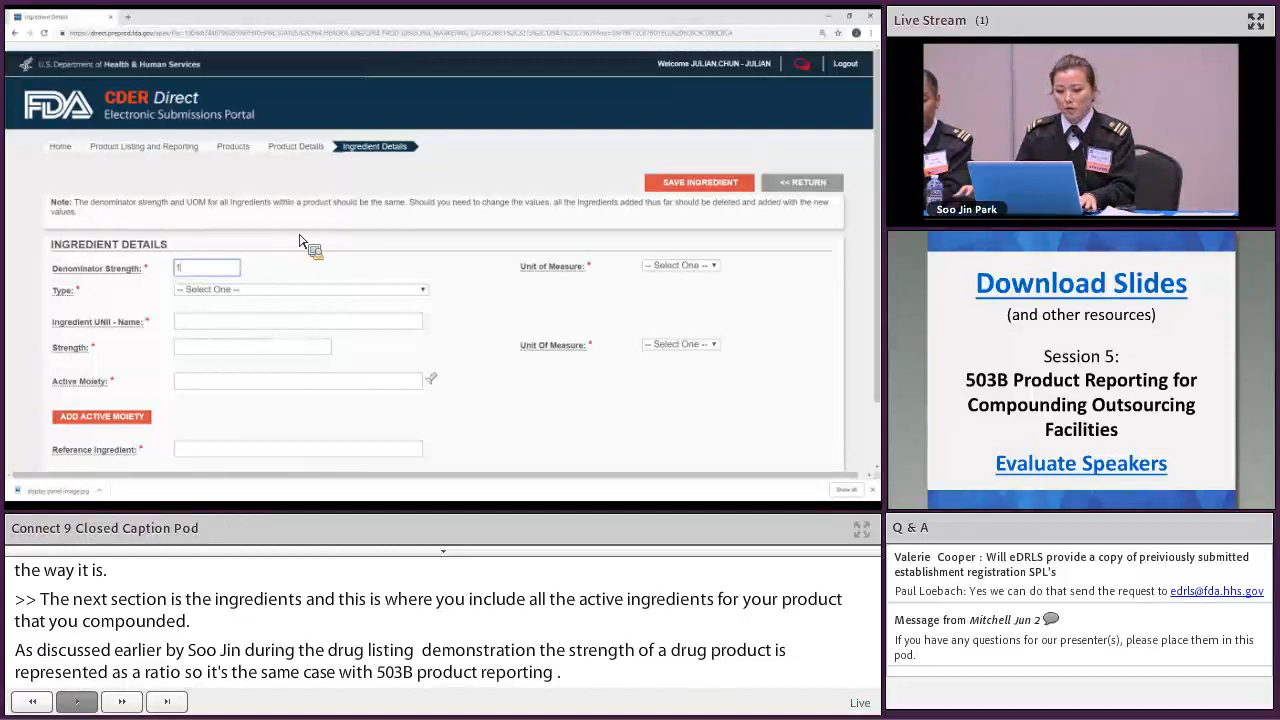 Ingredient Details
U.S. Department of Health & Human Services
Welcome JULIAN.CHUN - JULIAN
Logout
FDA
CDER Direct
Electronic Submissions Portal
Home
Product Listing and Reporting
Products
Product Details
Ingredient Details
SAVE INGREDIENT
<< RETURN
Note: The denominator strength and UOM for all Ingredients within a product should be the same. Should you need to change the values, all the Ingredients added thus far should be deleted and added with the new
values.
INGREDIENT DETAILS
Denominator Strength: *
1
Unit of Measure: *
-- Select One --
Type: *
-- Select One --
Ingredient UNII - Name: *
Strength: *
Unit Of Measure: *
-- Select One --
Active Moiety: *
ADD ACTIVE MOIETY
Reference Ingredient: *
display panel image.jpg
Show all
Connect 9 Closed Caption Pod
the way it is.
>> The next section is the ingredients and this is where you include all the active ingredients for your product
that you compounded.
As discussed earlier by Soo Jin during the drug listing demonstration the strength of a drug product is
represented as a ratio so it's the same case with 503B product reporting .
Live
Live Stream (1)
Soo Jin Park
Download Slides
(and other resources)
Session 5:
503B Product Reporting for
Compounding Outsourcing
Facilities
Evaluate Speakers
Q & A
Valerie Cooper : Will eDRLS provide a copy of preiviously submitted
establishment registration SPL's
Paul Loebach: Yes we can do that send the request to edrls@fda.hhs.gov
Message from Mitchell Jun 2
If you have any questions for our presenter(s), please place them in this
pod.